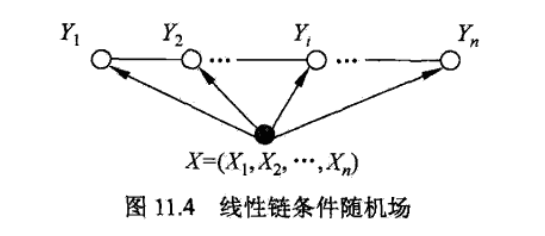 Y₁ Y₂ Yᵢ Yₙ
... ...
X=(X₁,X₂,⋯,Xₙ)
图 11.4 线性链条件随机场